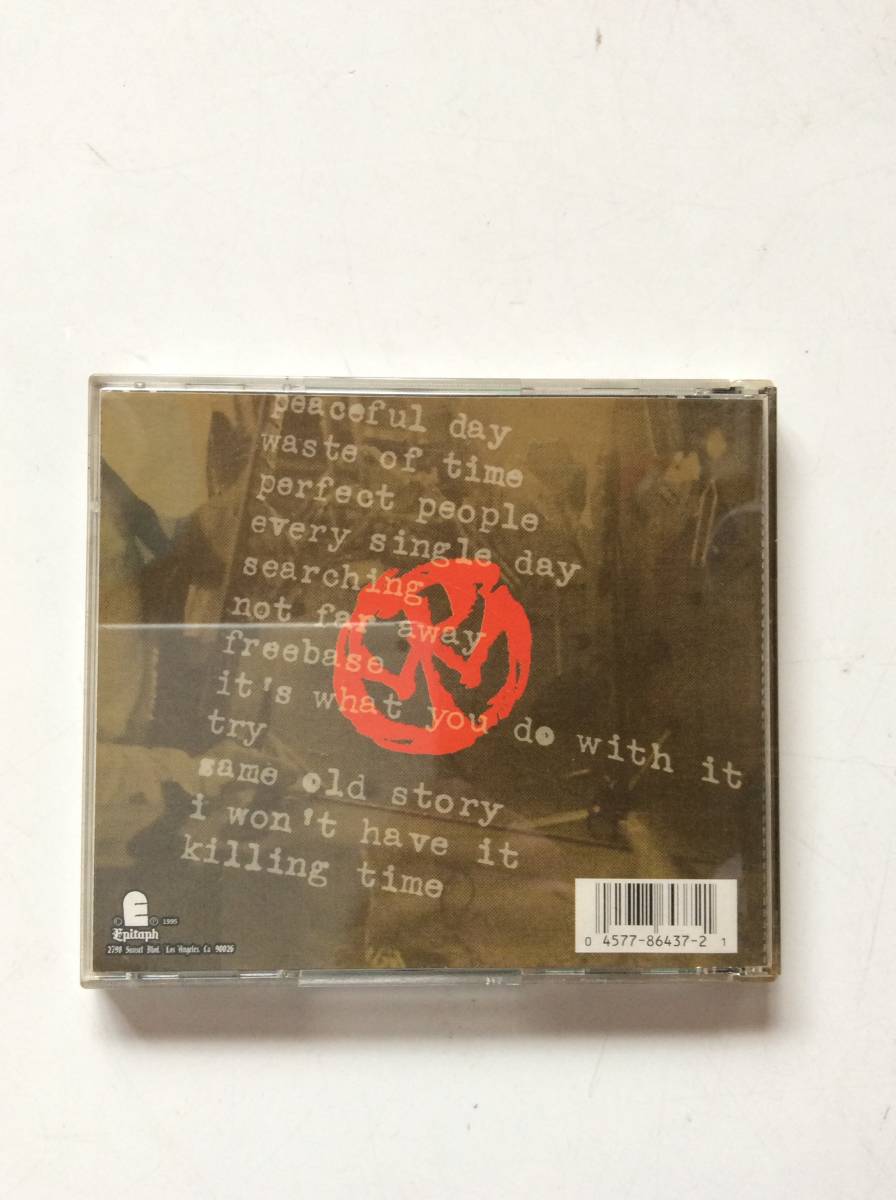 peaceful day
waste of time
perfect people
every single day
searching
not far away
freebase
it's what you do with it
try
same old story
i won't have it
killing time
E
© ℗ 1995
Epitaph
2798 Sunset Blvd. Los Angeles, Ca 90026
0 4577-86437-2 1